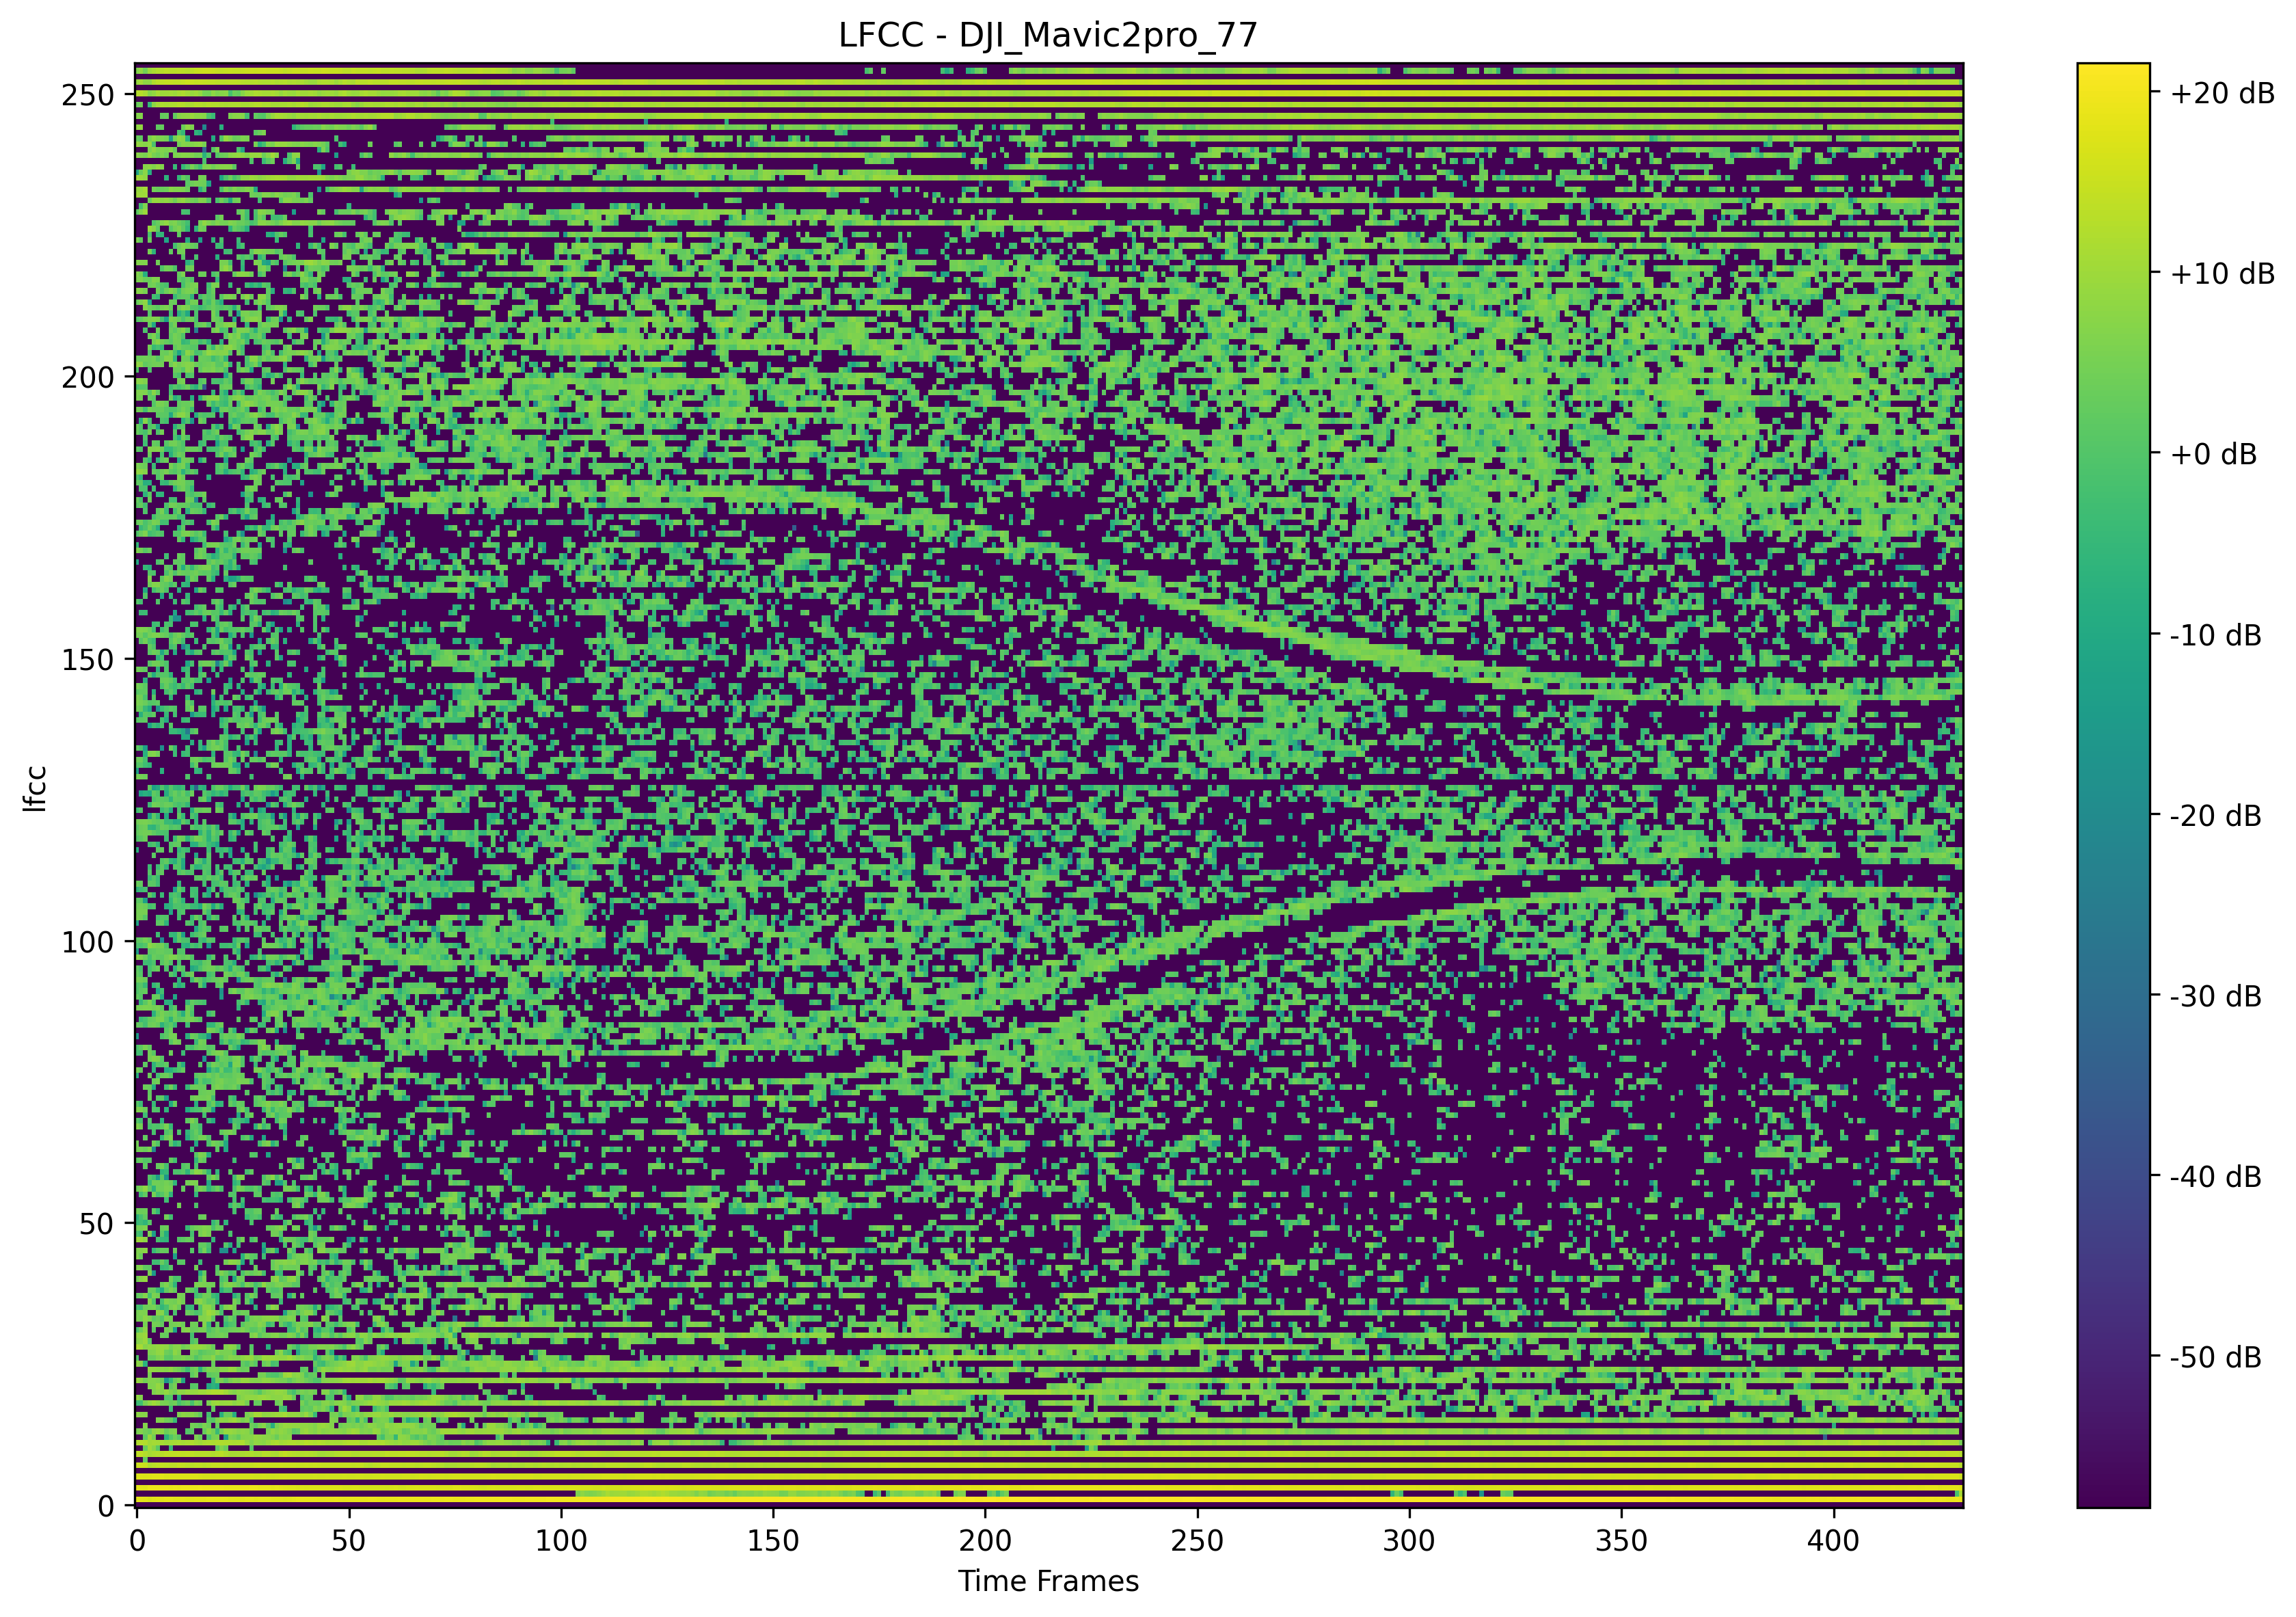 LFCC - DJI_Mavic2pro_77
250
200
150
100
50
0
lfcc
0 50 100 150 200 250 300 350 400
Time Frames
+20 dB
+10 dB
+0 dB
-10 dB
-20 dB
-30 dB
-40 dB
-50 dB